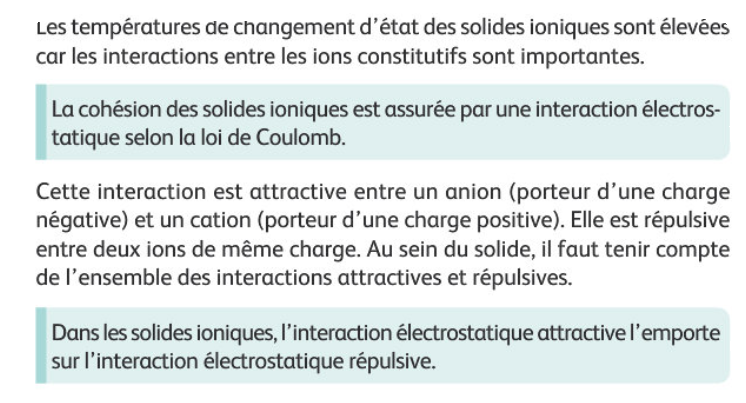 Les températures de changement d’état des solides ioniques sont élevées
car les interactions entre les ions constitutifs sont importantes.
La cohésion des solides ioniques est assurée par une interaction électros-
tatique selon la loi de Coulomb.
Cette interaction est attractive entre un anion (porteur d’une charge
négative) et un cation (porteur d’une charge positive). Elle est répulsive
entre deux ions de même charge. Au sein du solide, il faut tenir compte
de l’ensemble des interactions attractives et répulsives.
Dans les solides ioniques, l’interaction électrostatique attractive l’emporte
sur l’interaction électrostatique répulsive.